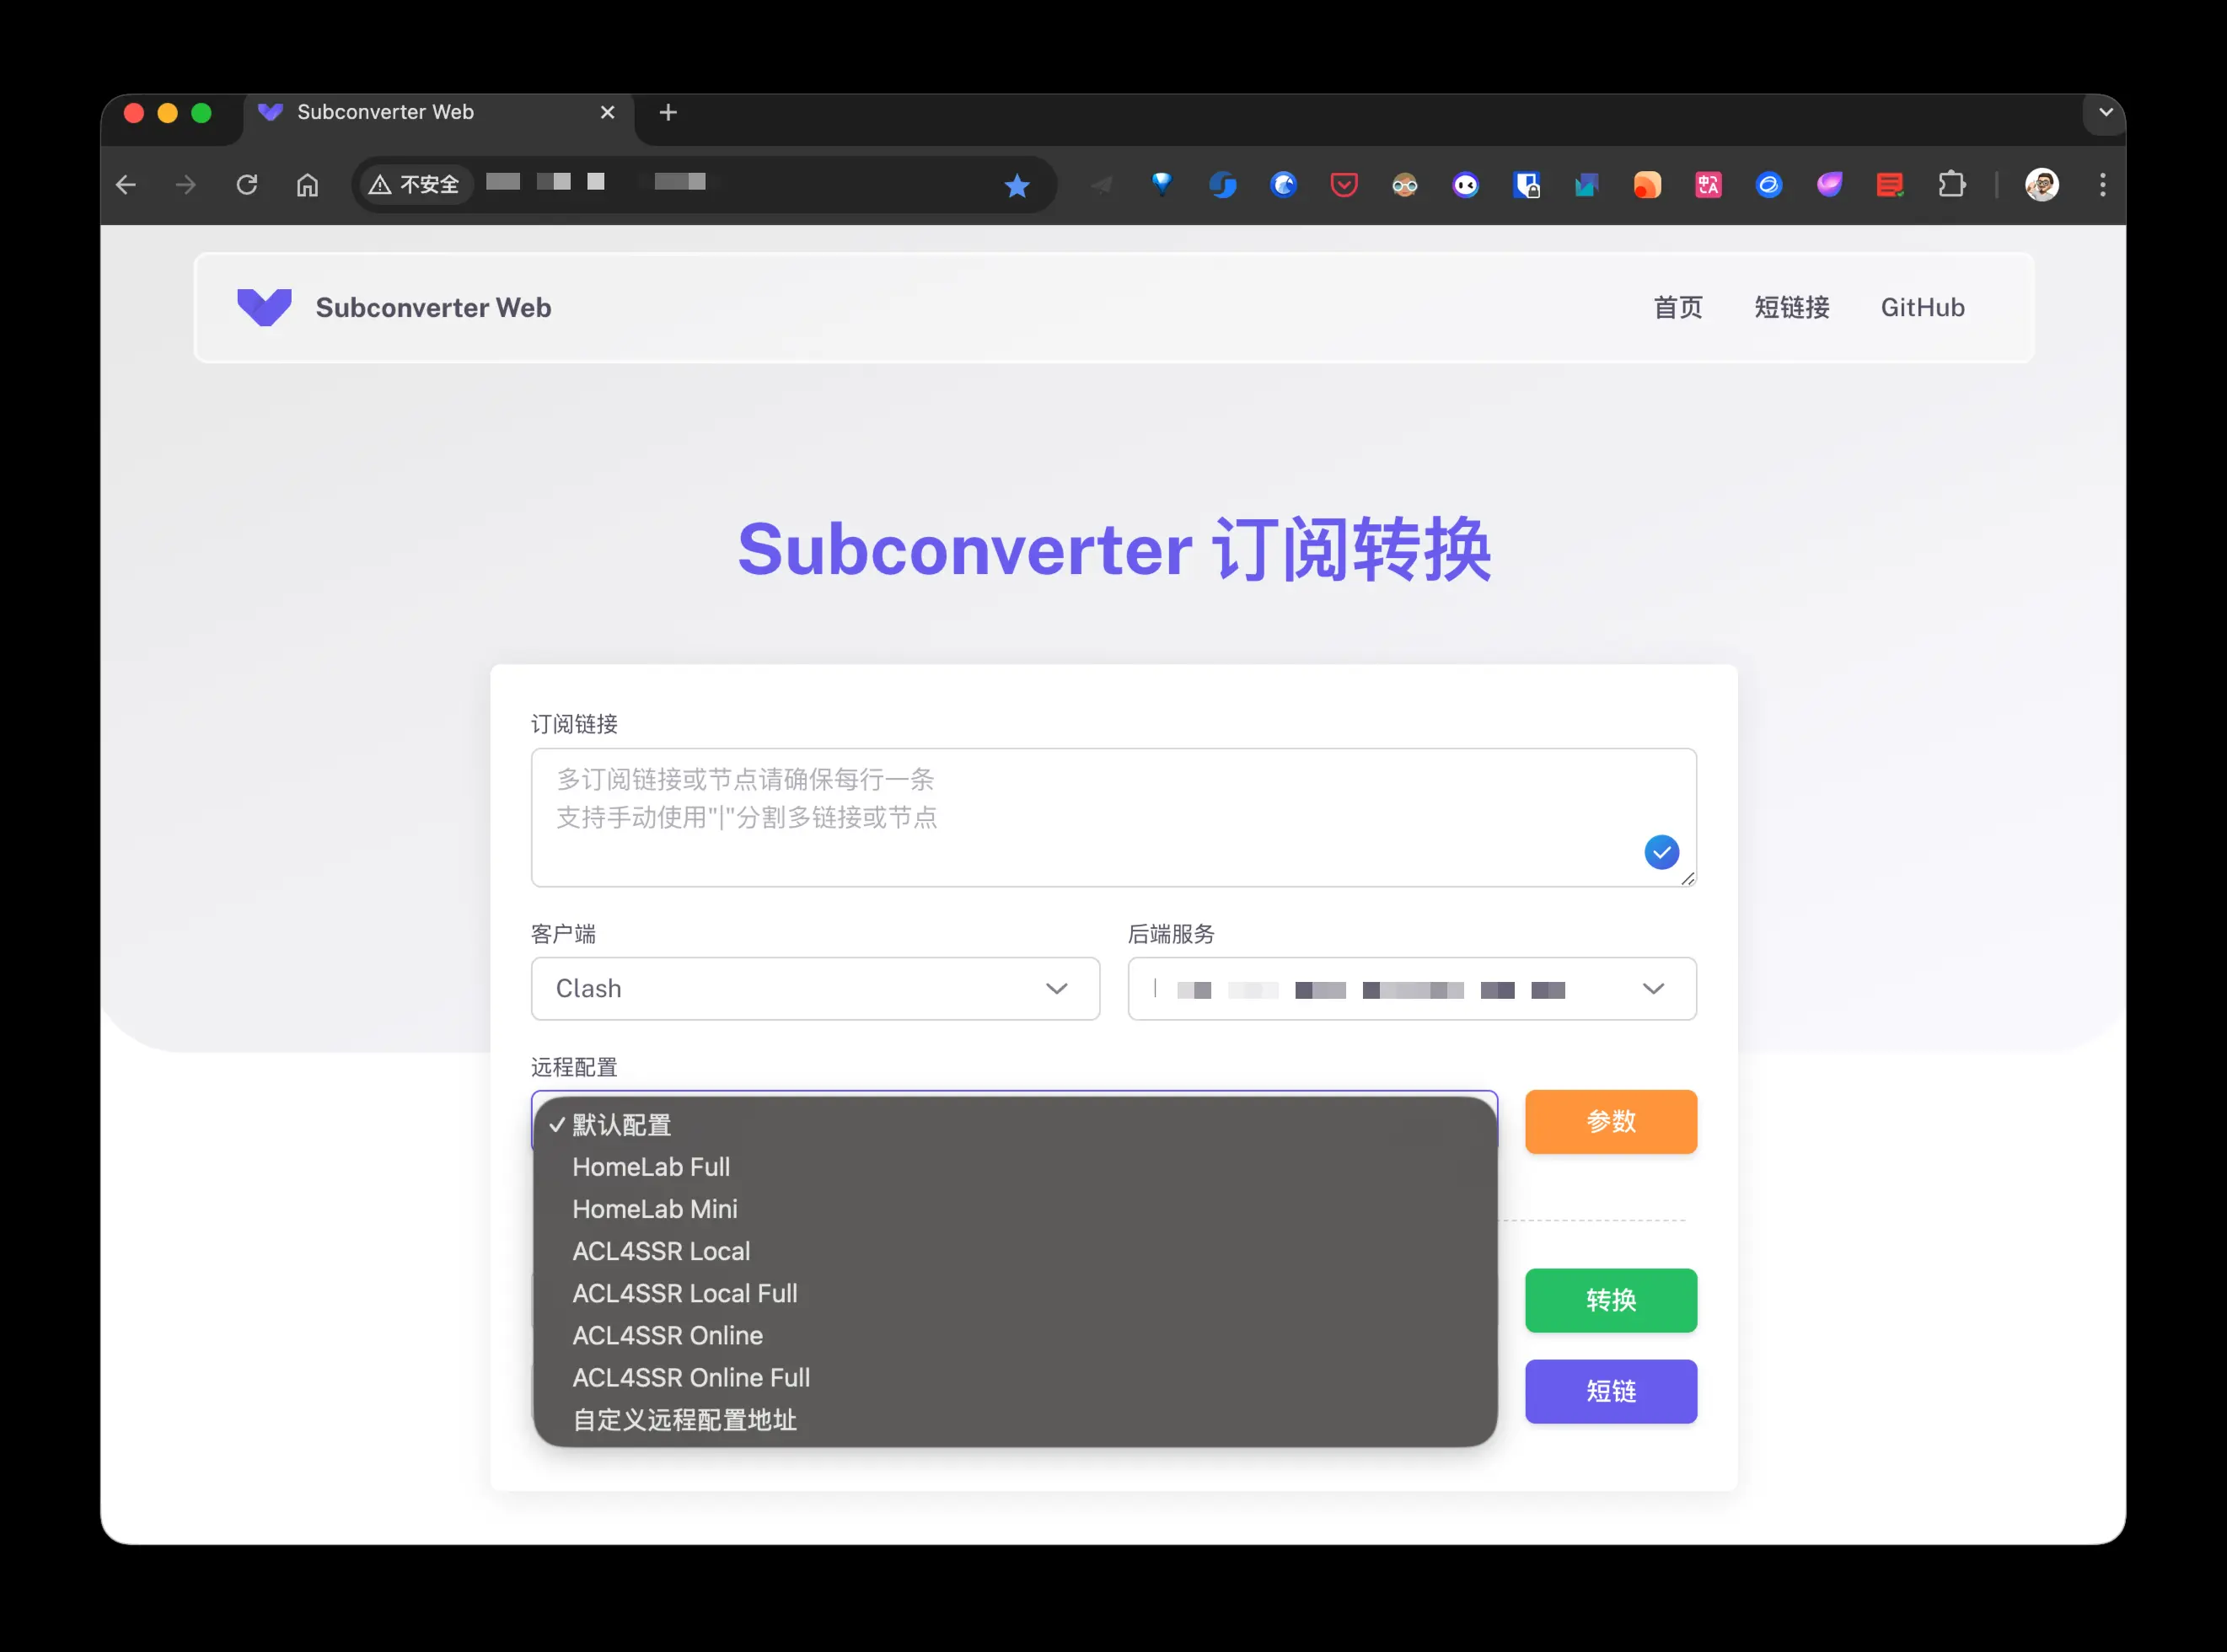 Subconverter Web
不安全
Subconverter Web
首页
短链接
GitHub
Subconverter 订阅转换
订阅链接
多订阅链接或节点请确保每行一条
支持手动使用"|"分割多链接或节点
客户端
后端服务
Clash
远程配置
默认配置
HomeLab Full
HomeLab Mini
ACL4SSR Local
ACL4SSR Local Full
ACL4SSR Online
ACL4SSR Online Full
自定义远程配置地址
参数
转换
短链